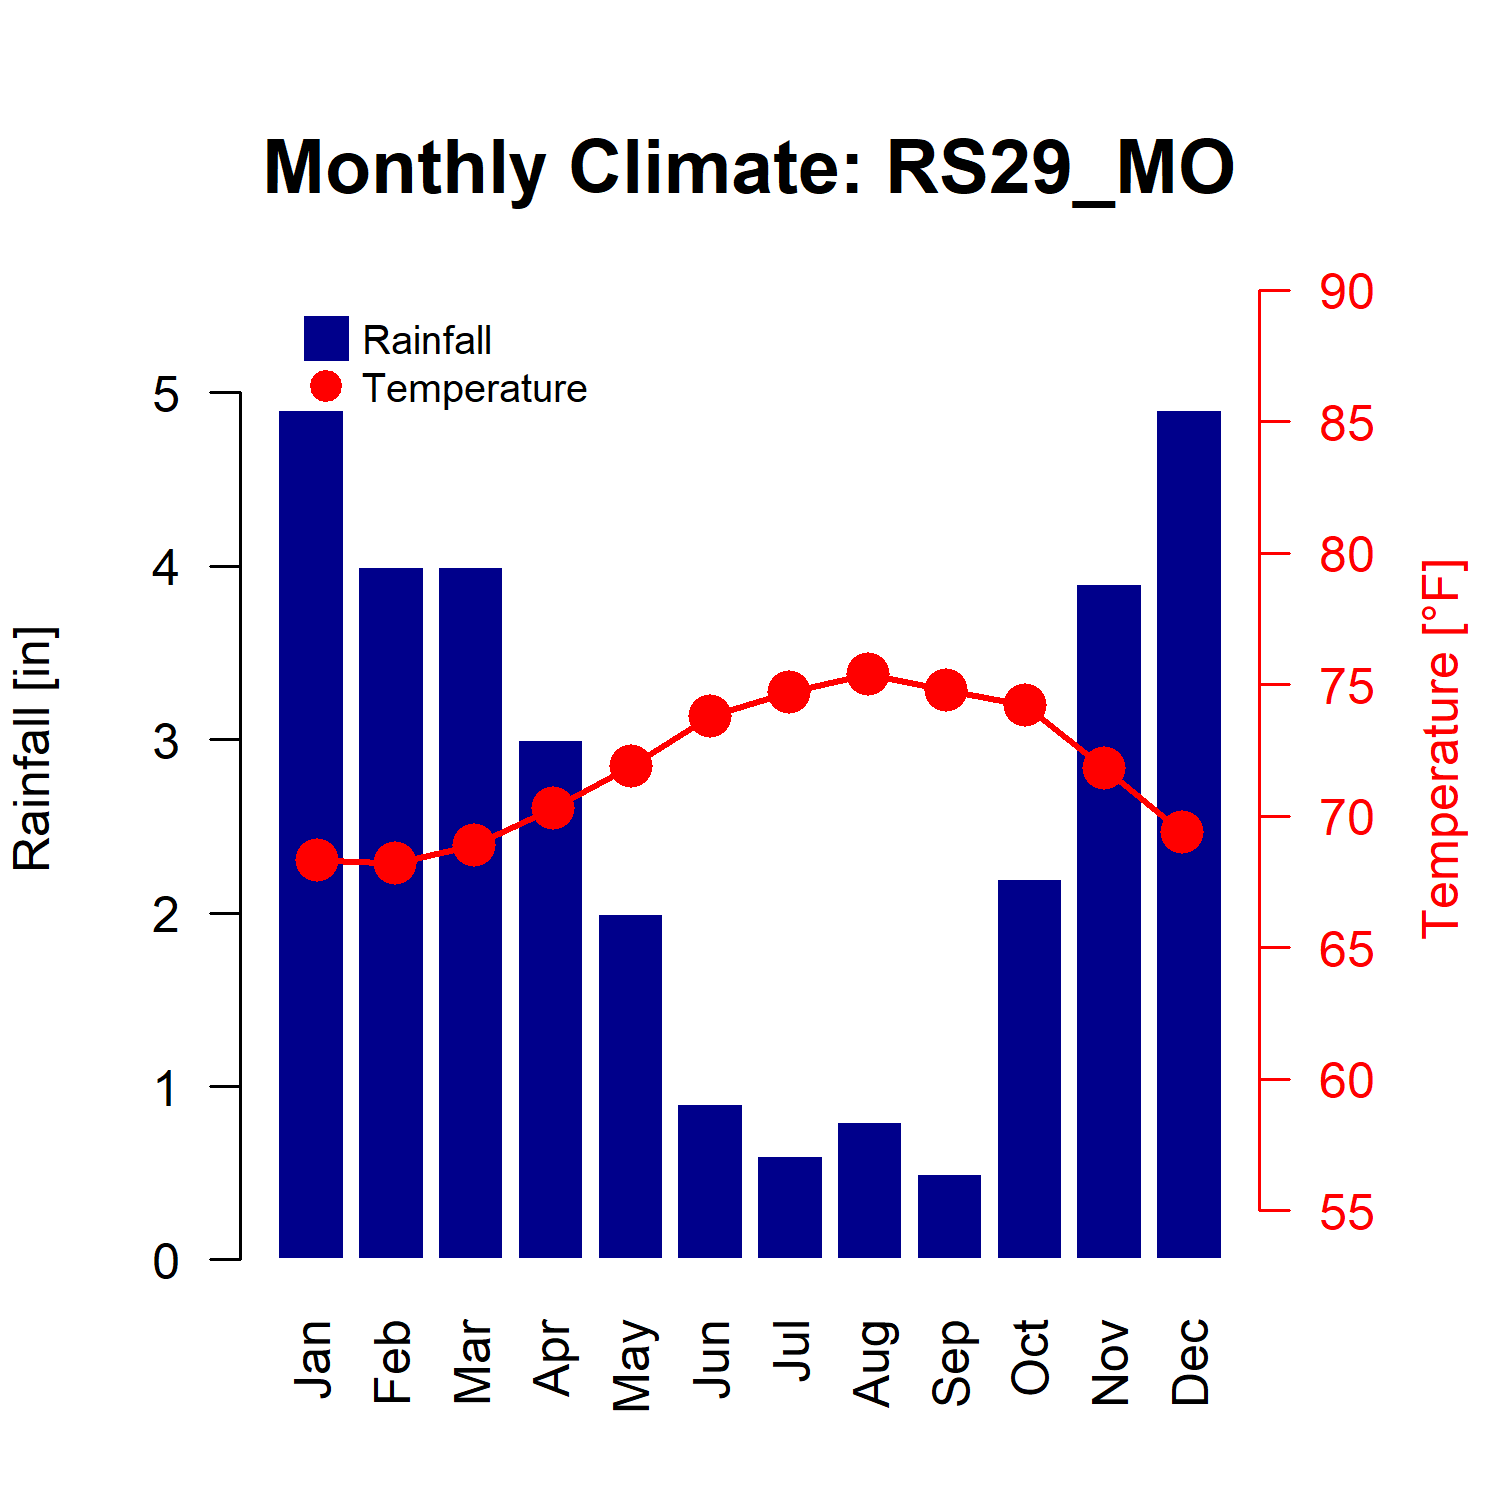 Monthly Climate: RS29_MO
Rainfall
Temperature
5
4
3
2
1
0
Rainfall [in]
90
85
80
75
70
65
60
55
Temperature [°F]
Jan
Feb
Mar
Apr
May
Jun
Jul
Aug
Sep
Oct
Nov
Dec